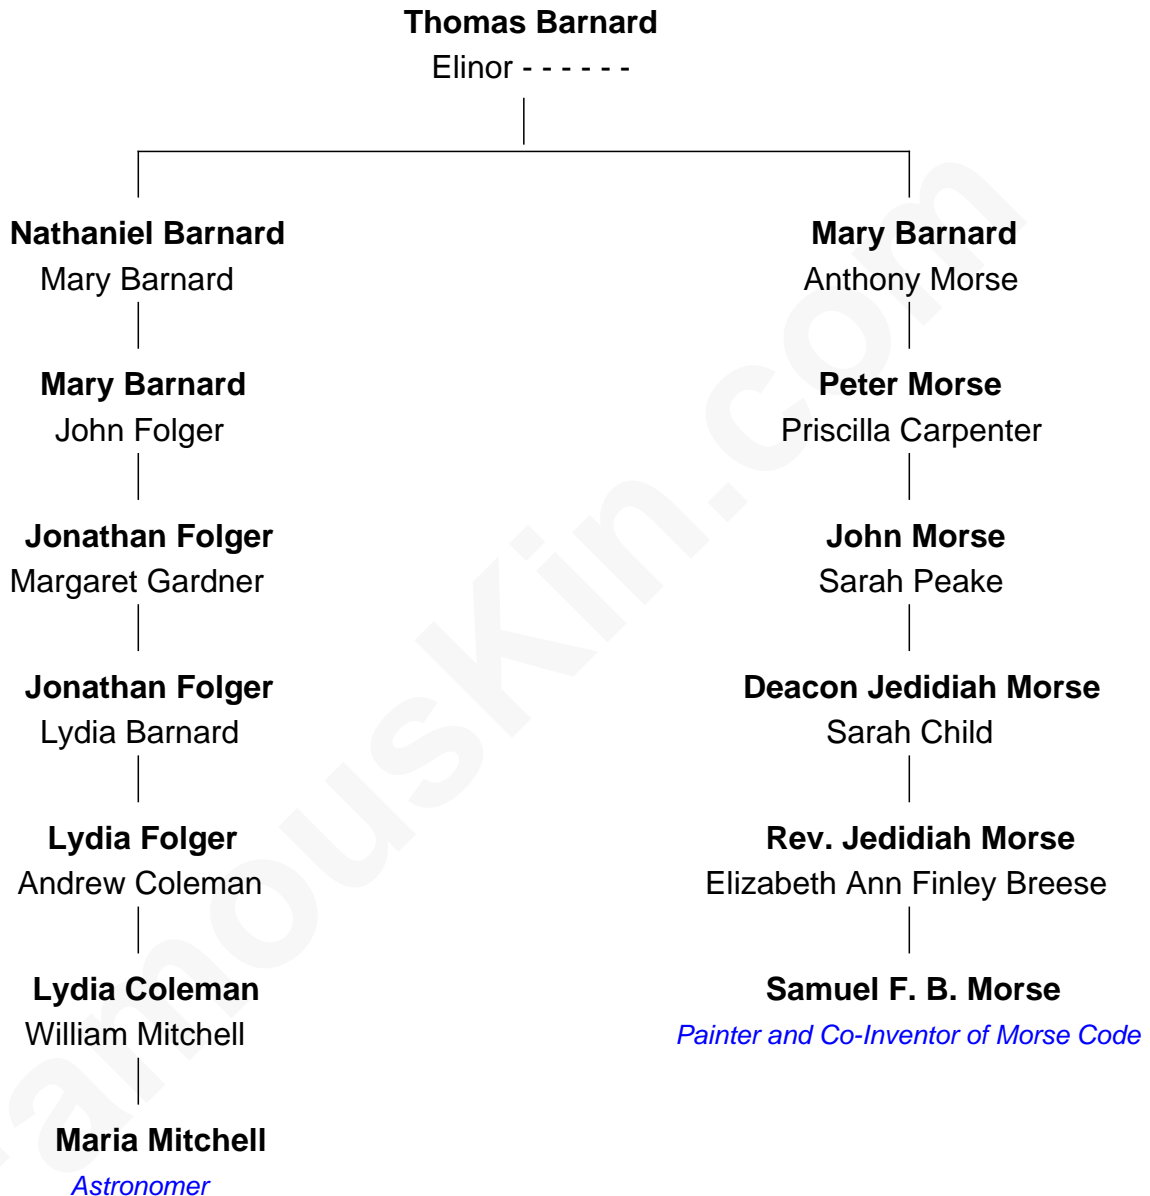 Thomas Barnard
Elinor - - - - - -
Nathaniel Barnard
Mary Barnard
Mary Barnard
Anthony Morse
Mary Barnard
John Folger
Peter Morse
Priscilla Carpenter
Jonathan Folger
Margaret Gardner
John Morse
Sarah Peake
Jonathan Folger
Lydia Barnard
Deacon Jedidiah Morse
Sarah Child
Lydia Folger
Andrew Coleman
Rev. Jedidiah Morse
Elizabeth Ann Finley Breese
Lydia Coleman
William Mitchell
Samuel F. B. Morse
Painter and Co-Inventor of Morse Code
Maria Mitchell
Astronomer
famouskin.com